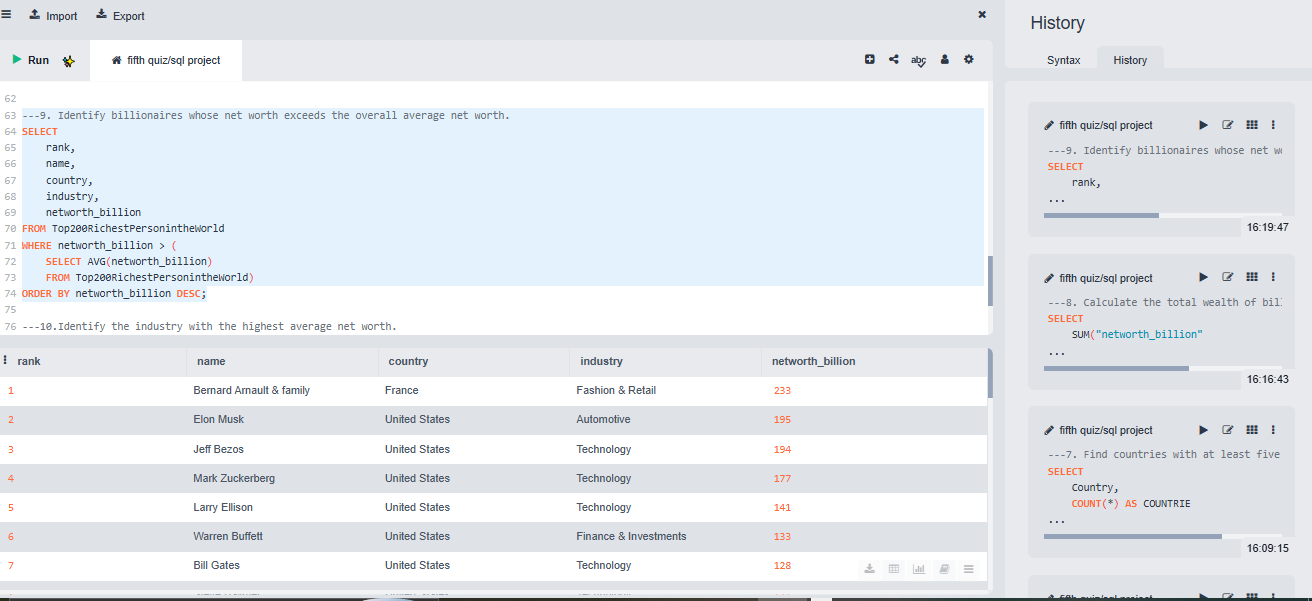 Import
Export
Run
fifth quiz/sql project
abc
62
63 ---9. Identify billionaires whose net worth exceeds the overall average net worth.
64 SELECT
65 rank,
66 name,
67 country,
68 industry,
69 networth_billion
70 FROM Top200RichestPersonintheWorld
71 WHERE networth_billion > (
72 SELECT AVG(networth_billion)
73 FROM Top200RichestPersonintheWorld)
74 ORDER BY networth_billion DESC;
75
76 ---10.Identify the industry with the highest average net worth.
rank name country industry networth_billion
1 Bernard Arnault & family France Fashion & Retail 233
2 Elon Musk United States Automotive 195
3 Jeff Bezos United States Technology 194
4 Mark Zuckerberg United States Technology 177
5 Larry Ellison United States Technology 141
6 Warren Buffett United States Finance & Investments 133
7 Bill Gates United States Technology 128
History
Syntax History
fifth quiz/sql project
---9. Identify billionaires whose net
SELECT
rank,
...
16:19:47
fifth quiz/sql project
---8. Calculate the total wealth of bil
SELECT
SUM("networth_billion"
...
16:16:43
fifth quiz/sql project
---7. Find countries with at least five
SELECT
Country,
COUNT(*) AS COUNTRIE
...
16:09:15
fifth quiz/sql project